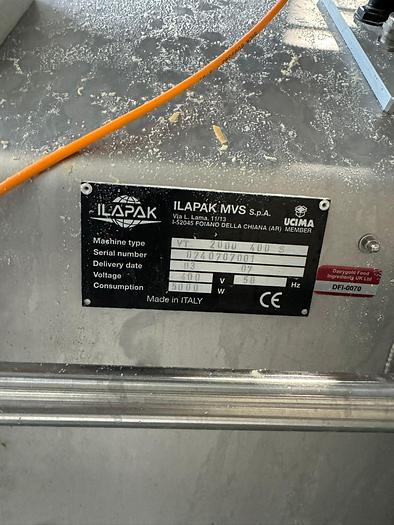 ILAPAK
ILAPAK MVS S.p.A.
Via L. Lama, 11/13
I-52045 FOIANO DELLA CHIANA (AR)
UCIMA
MEMBER
Machine type VT 2000 400 S
Serial number 0740707001
Delivery date 03 07
Voltage 400 V 50 Hz
Consumption 5000 W
Made in ITALY
CE
Dairygold Food
Ingredients UK Ltd
DFI-0070